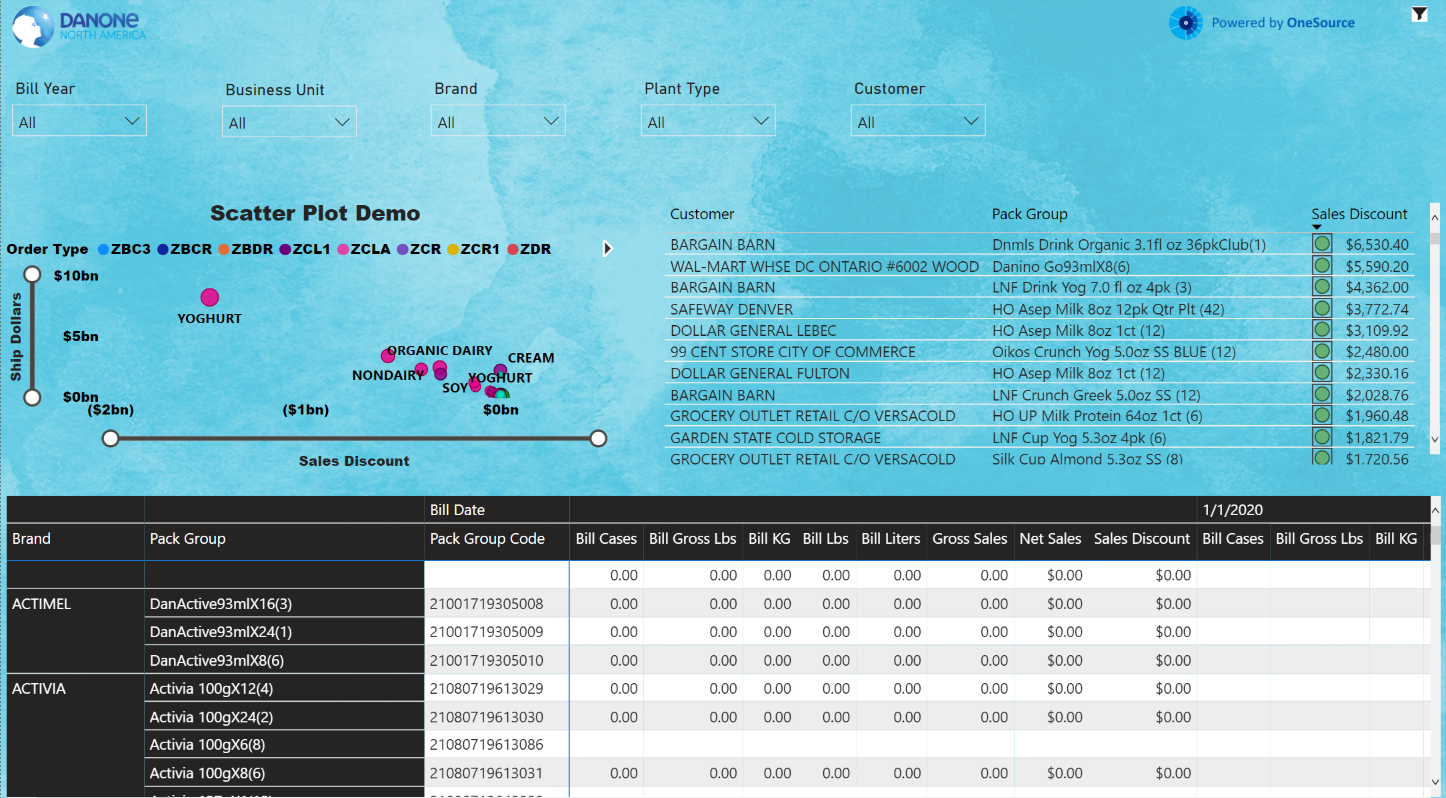 DANONE
NORTH AMERICA
Powered by OneSource
Bill Year Business Unit Brand Plant Type Customer
All All All All All
Scatter Plot Demo
Order Type ZBC3 ZBCR ZBDR ZCL1 ZCLA ZCR ZCR1 ZDR
Ship Dollars
$10bn
$5bn
$0bn
YOGHURT
ORGANIC DAIRY
CREAM
NONDAIRY
YOGHURT
SOY
($2bn) ($1bn) $0bn
Sales Discount
Customer Pack Group Sales Discount
BARGAIN BARN Dnmls Drink Organic 3.1fl oz 36pkClub(1) $6,530.40
WAL-MART WHSE DC ONTARIO #6002 WOOD Danino Go93mlX8(6) $5,590.20
BARGAIN BARN LNF Drink Yog 7.0 fl oz 4pk (3) $4,362.00
SAFEWAY DENVER HO Asep Milk 8oz 12pk Qtr Plt (42) $3,772.74
DOLLAR GENERAL LEBEC HO Asep Milk 8oz 1ct (12) $3,109.92
99 CENT STORE CITY OF COMMERCE Oikos Crunch Yog 5.0oz SS BLUE (12) $2,480.00
DOLLAR GENERAL FULTON HO Asep Milk 8oz 1ct (12) $2,330.16
BARGAIN BARN LNF Crunch Greek 5.0oz SS (12) $2,028.76
GROCERY OUTLET RETAIL C/O VERSACOLD HO UP Milk Protein 64oz 1ct (6) $1,960.48
GARDEN STATE COLD STORAGE LNF Cup Yog 5.3oz 4pk (6) $1,821.79
GROCERY OUTLET RETAIL C/O VERSACOLD Silk Cup Almond 5.3oz SS (8) $1,720.56
Bill Date 1/1/2020
Brand Pack Group Pack Group Code Bill Cases Bill Gross Lbs Bill KG Bill Lbs Bill Liters Gross Sales Net Sales Sales Discount Bill Cases Bill Gross Lbs Bill KG
0.00 0.00 0.00 0.00 0.00 0.00 $0.00 $0.00
ACTIMEL DanActive93mlX16(3) 21001719305008 0.00 0.00 0.00 0.00 0.00 0.00 $0.00 $0.00
DanActive93mlX24(1) 21001719305009 0.00 0.00 0.00 0.00 0.00 0.00 $0.00 $0.00
DanActive93mlX8(6) 21001719305010 0.00 0.00 0.00 0.00 0.00 0.00 $0.00 $0.00
ACTIVIA Activia 100gX12(4) 21080719613029 0.00 0.00 0.00 0.00 0.00 0.00 $0.00 $0.00
Activia 100gX24(2) 21080719613030 0.00 0.00 0.00 0.00 0.00 0.00 $0.00 $0.00
Activia 100gX6(8) 21080719613086
Activia 100gX8(6) 21080719613031 0.00 0.00 0.00 0.00 0.00 0.00 $0.00 $0.00